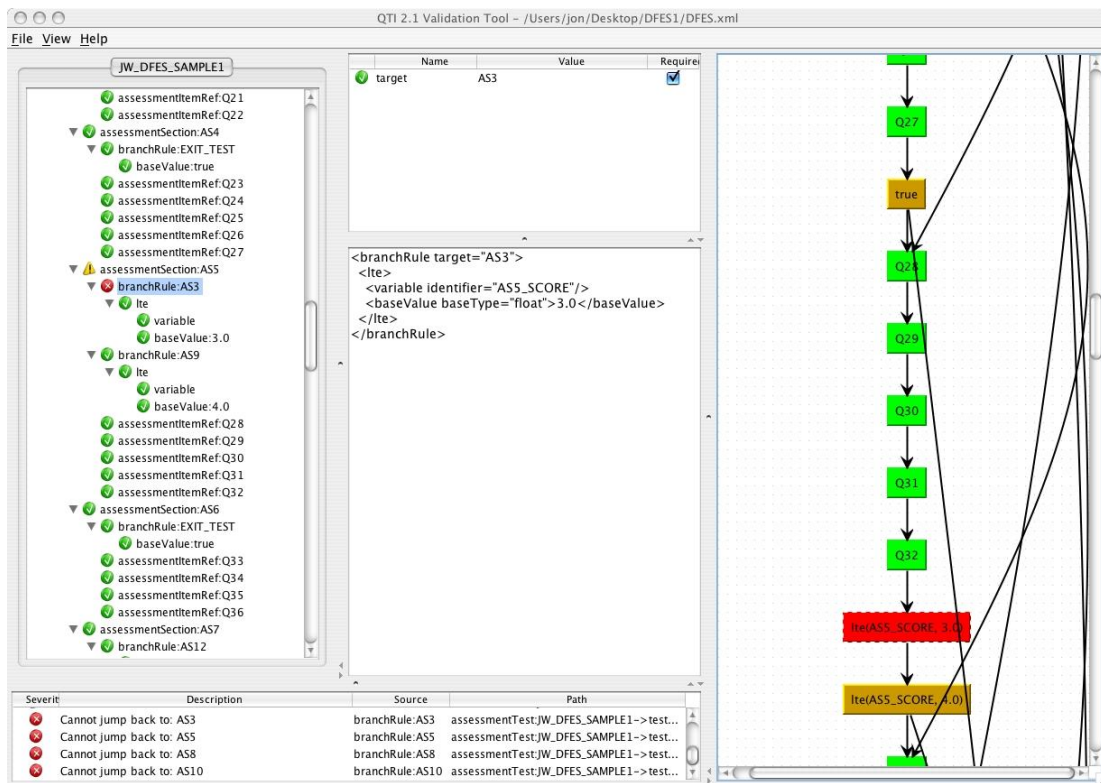 QTI 2.1 Validation Tool – /Users/jon/Desktop/DFES1/DFES.xml
File View Help
JW_DFES_SAMPLE1
assessmentItemRef:Q21
assessmentItemRef:Q22
assessmentSection:AS4
branchRule:EXIT_TEST
baseValue:true
assessmentItemRef:Q23
assessmentItemRef:Q24
assessmentItemRef:Q25
assessmentItemRef:Q26
assessmentItemRef:Q27
assessmentSection:AS5
branchRule:AS3
lte
variable
baseValue:3.0
branchRule:AS9
lte
variable
baseValue:4.0
assessmentItemRef:Q28
assessmentItemRef:Q29
assessmentItemRef:Q30
assessmentItemRef:Q31
assessmentItemRef:Q32
assessmentSection:AS6
branchRule:EXIT_TEST
baseValue:true
assessmentItemRef:Q33
assessmentItemRef:Q34
assessmentItemRef:Q35
assessmentItemRef:Q36
assessmentSection:AS7
branchRule:AS12
Name Value Require
target AS3
<branchRule target="AS3">
<lte>
<variable identifier="AS5_SCORE"/>
<baseValue baseType="float">3.0</baseValue>
</lte>
</branchRule>
Q27
true
Q28
Q29
Q30
Q31
Q32
lte(AS5_SCORE, 3.0)
lte(AS5_SCORE, 4.0)
Severit Description Source Path
Cannot jump back to: AS3 branchRule:AS3 assessmentTest:JW_DFES_SAMPLE1->test...
Cannot jump back to: AS5 branchRule:AS5 assessmentTest:JW_DFES_SAMPLE1->test...
Cannot jump back to: AS8 branchRule:AS8 assessmentTest:JW_DFES_SAMPLE1->test...
Cannot jump back to: AS10 branchRule:AS10 assessmentTest:JW_DFES_SAMPLE1->test...